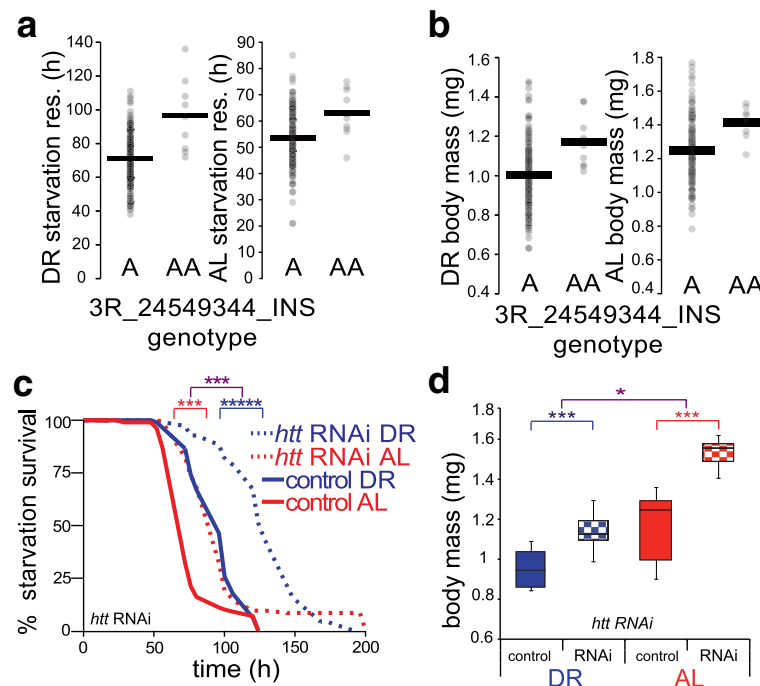 a
DR starvation res. (h)
140
120
100
80
60
40
20
0
A AA
AL starvation res. (h)
90
80
70
60
50
40
30
20
10
0
A AA
3R_24549344_INS
genotype
b
DR body mass (mg)
1.6
1.4
1.2
1.0
0.8
0.6
0.4
A AA
AL body mass (mg)
1.8
1.6
1.4
1.2
1.0
0.8
0.6
0.4
A AA
3R_24549344_INS
genotype
c
***
*** *****
% starvation survival
100
75
50
25
0
htt RNAi DR
htt RNAi AL
control DR
control AL
htt RNAi
0 50 100 150 200
time (h)
d
*
*** ***
body mass (mg)
1.8
1.6
1.4
1.2
1
0.8
0.6
htt RNAi
control RNAi control RNAi
DR AL